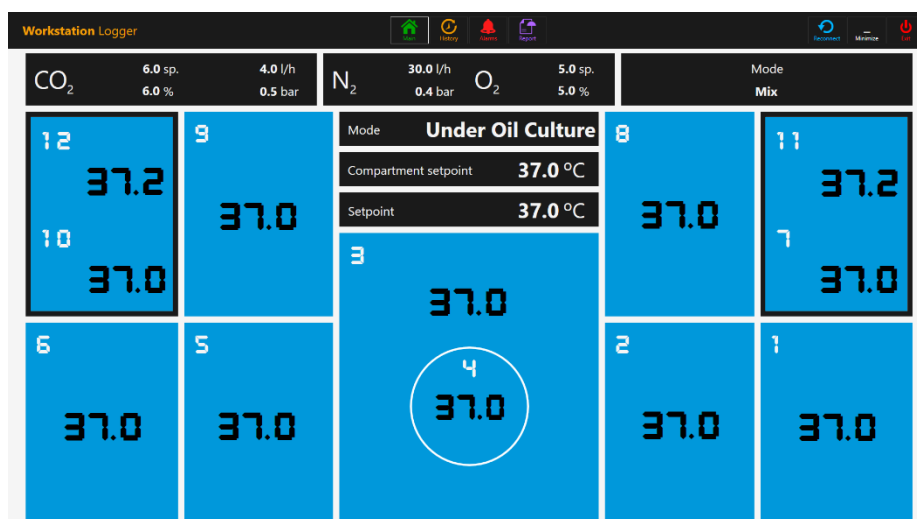 Workstation Logger
Main
History
Alarms
Report
Reconnect
Minimize
Exit
CO2
6.0 sp.
6.0 %
4.0 l/h
0.5 bar
N2
30.0 l/h
0.4 bar
O2
5.0 sp.
5.0 %
Mode
Mix
12
37.2
10
37.0
9
37.0
Mode Under Oil Culture
Compartment setpoint 37.0 °C
Setpoint 37.0 °C
3
37.0
4
37.0
8
37.0
11
37.2
7
37.0
6
37.0
5
37.0
2
37.0
1
37.0